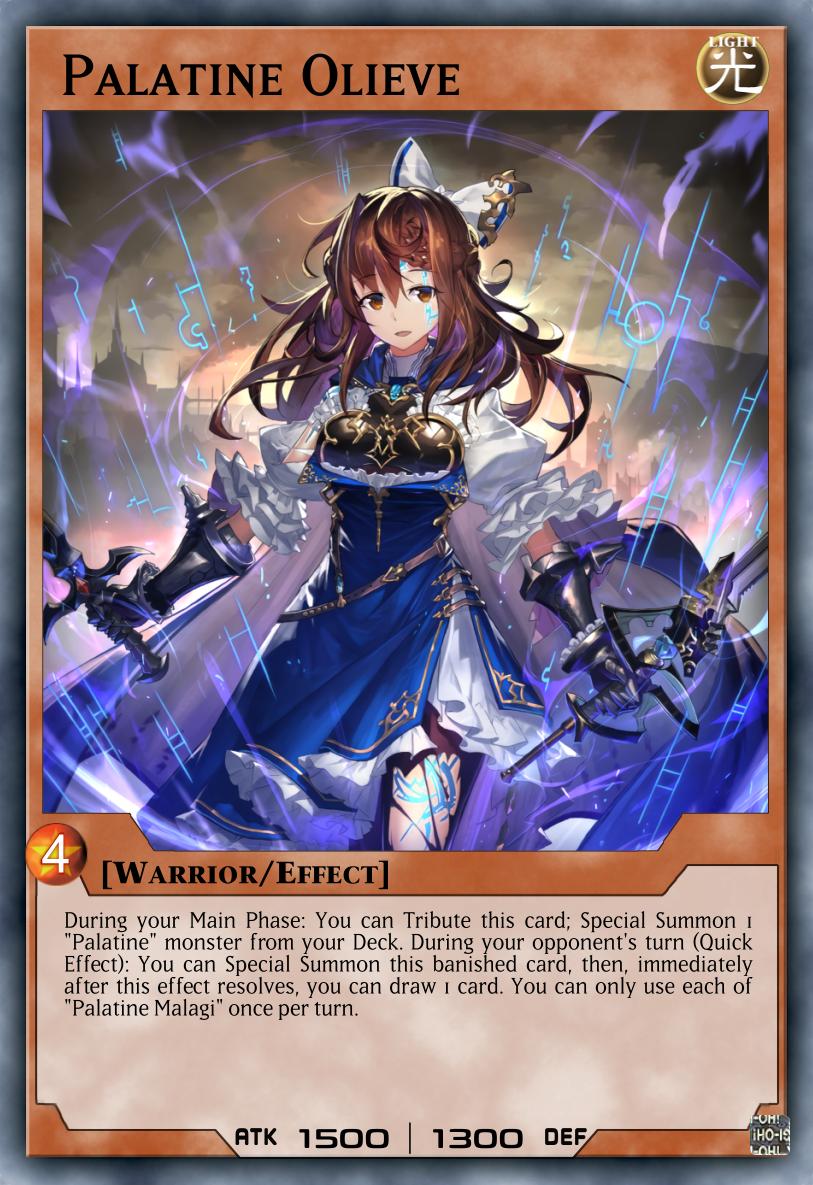 Palatine Olieve
LIGHT
光
4
[Warrior/Effect]
During your Main Phase: You can Tribute this card; Special Summon 1
"Palatine" monster from your Deck. During your opponent's turn (Quick
Effect): You can Special Summon this banished card, then, immediately
after this effect resolves, you can draw 1 card. You can only use each of
"Palatine Malagi" once per turn.
ATK 1500 | 1300 DEF